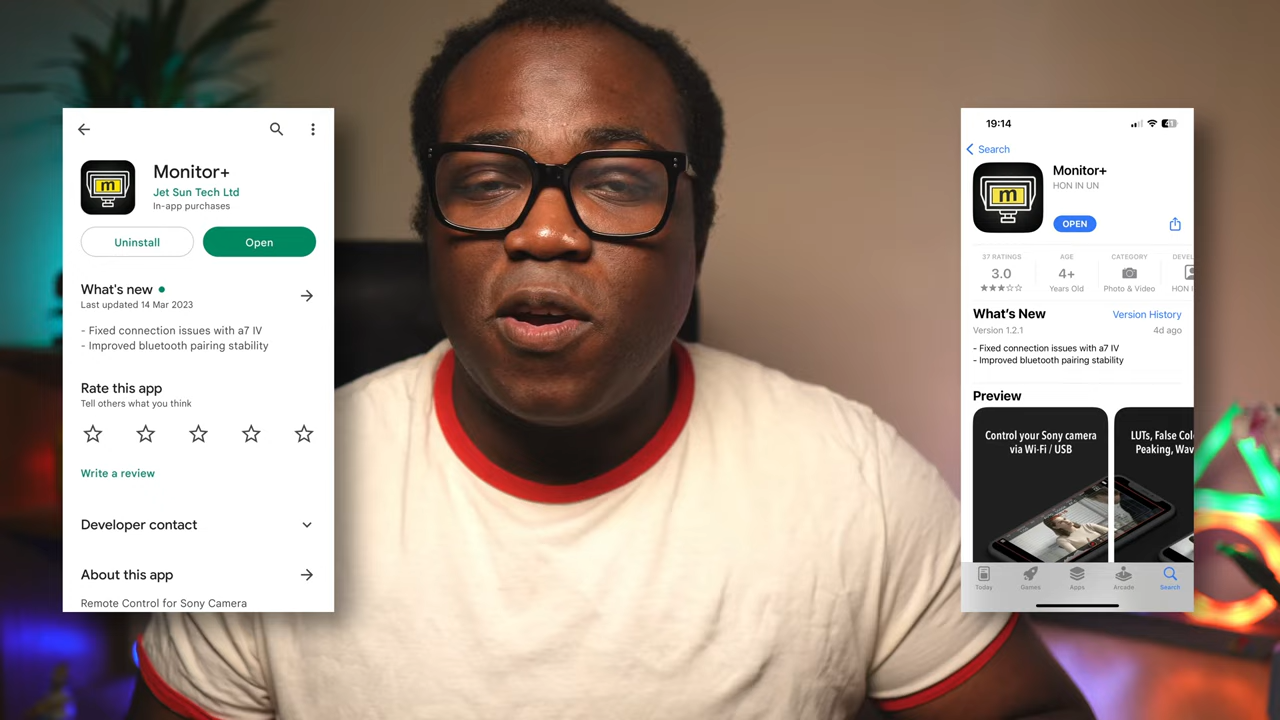 m
Monitor+
Jet Sun Tech Ltd
In-app purchases
Uninstall
Open
What's new
Last updated 14 Mar 2023
- Fixed connection issues with a7 IV
- Improved bluetooth pairing stability
Rate this app
Tell others what you think
Write a review
Developer contact
About this app
Remote Control for Sony Camera
19:14
41
Search
m
Monitor+
HON IN UN
OPEN
37 RATINGS
3.0
AGE
4+
Years Old
CATEGORY
Photo & Video
DEVEL
HON I
What's New
Version History
Version 1.2.1
4d ago
- Fixed connection issues with a7 IV
- Improved bluetooth pairing stability
Preview
Control your Sony camera
via Wi-Fi / USB
LUTs, False Col
Peaking, Wav
Today
Games
Apps
Arcade
Search